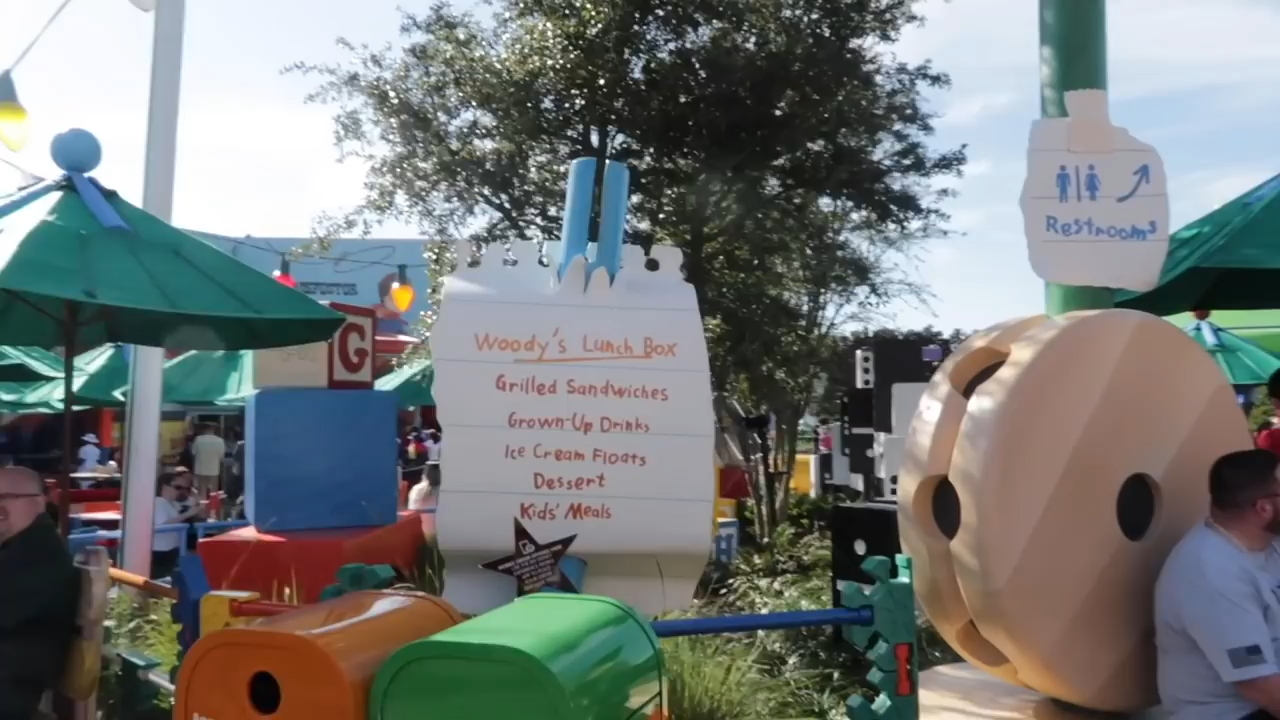 Restrooms
G
Woody's Lunch Box
Grilled Sandwiches
Grown-Up Drinks
Ice Cream Floats
Dessert
Kids' Meals